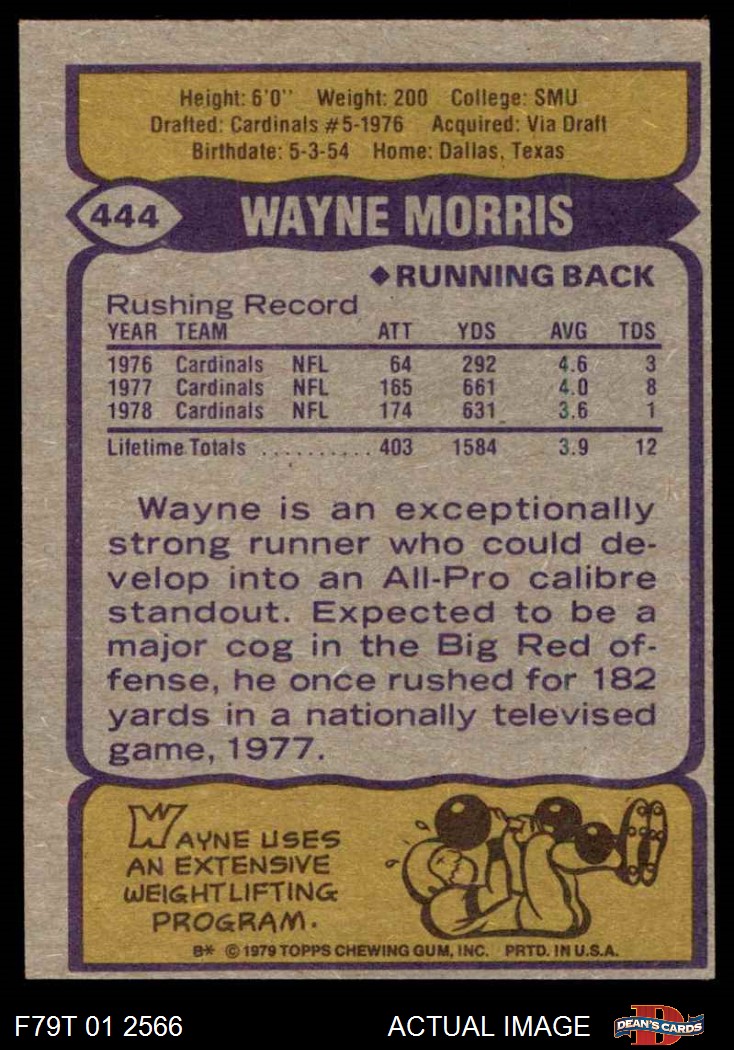 Height: 6'0" Weight: 200 College: SMU
Drafted: Cardinals #5-1976 Acquired: Via Draft
Birthdate: 5-3-54 Home: Dallas, Texas
444 WAYNE MORRIS
◆RUNNING BACK
Rushing Record
YEAR TEAM ATT YDS AVG TDS
1976 Cardinals NFL 64 292 4.6 3
1977 Cardinals NFL 165 661 4.0 8
1978 Cardinals NFL 174 631 3.6 1
Lifetime Totals .......... 403 1584 3.9 12
Wayne is an exceptionally
strong runner who could de-
velop into an All-Pro calibre
standout. Expected to be a
major cog in the Big Red of-
fense, he once rushed for 182
yards in a nationally televised
game, 1977.
WAYNE USES
AN EXTENSIVE
WEIGHTLIFTING
PROGRAM.
B* © 1979 TOPPS CHEWING GUM, INC. PRTD. IN U.S.A.
F79T 01 2566 ACTUAL IMAGE D DEAN'S CARDS